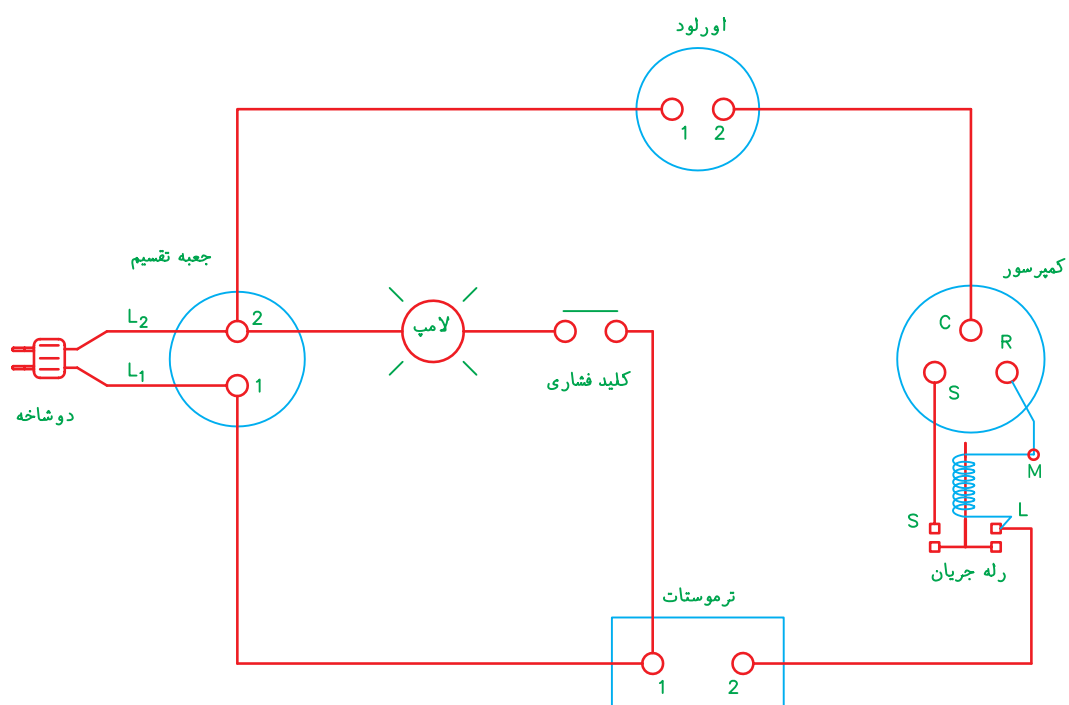 اورلود
1 2
جعبه تقسیم
کمپرسور
L2
2
لامپ
C
R
L1
1
کلید فشاری
S
دوشاخه
M
S
L
رله جریان
ترموستات
1 2